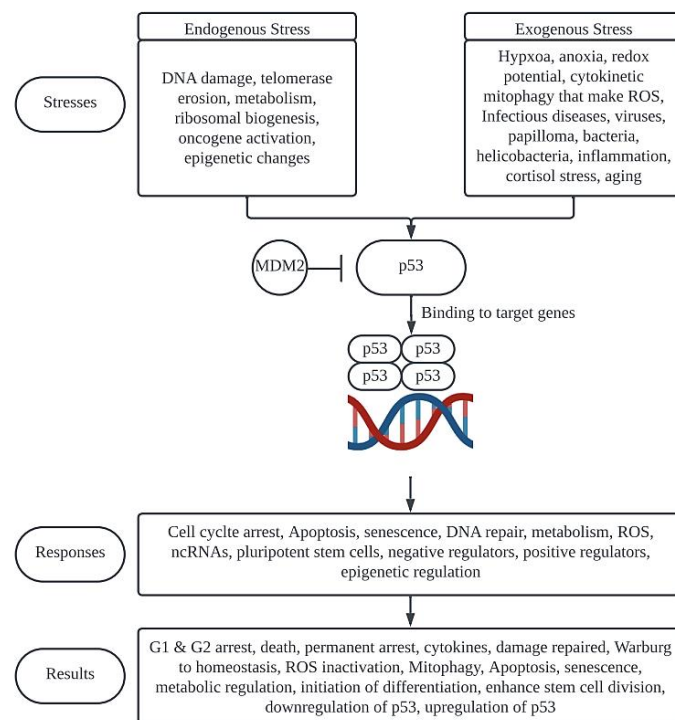 Endogenous Stress
Exogenous Stress
Stresses
DNA damage, telomerase
erosion, metabolism,
ribosomal biogenesis,
oncogene activation,
epigenetic changes
Hypxoa, anoxia, redox
potential, cytokinetic
mitophagy that make ROS,
Infectious diseases, viruses,
papilloma, bacteria,
helicobacteria, inflammation,
cortisol stress, aging
MDM2
p53
Binding to target genes
p53 p53
p53 p53
Responses
Cell cyclte arrest, Apoptosis, senescence, DNA repair, metabolism, ROS,
ncRNAs, pluripotent stem cells, negative regulators, positive regulators,
epigenetic regulation
Results
G1 & G2 arrest, death, permanent arrest, cytokines, damage repaired, Warburg
to homestasis, ROS inactivation, Mitophagy, Apoptosis, senescence,
metabolic regulation, initiation of differentiation, enhance stem cell division,
downregulation of p53, upregulation of p53